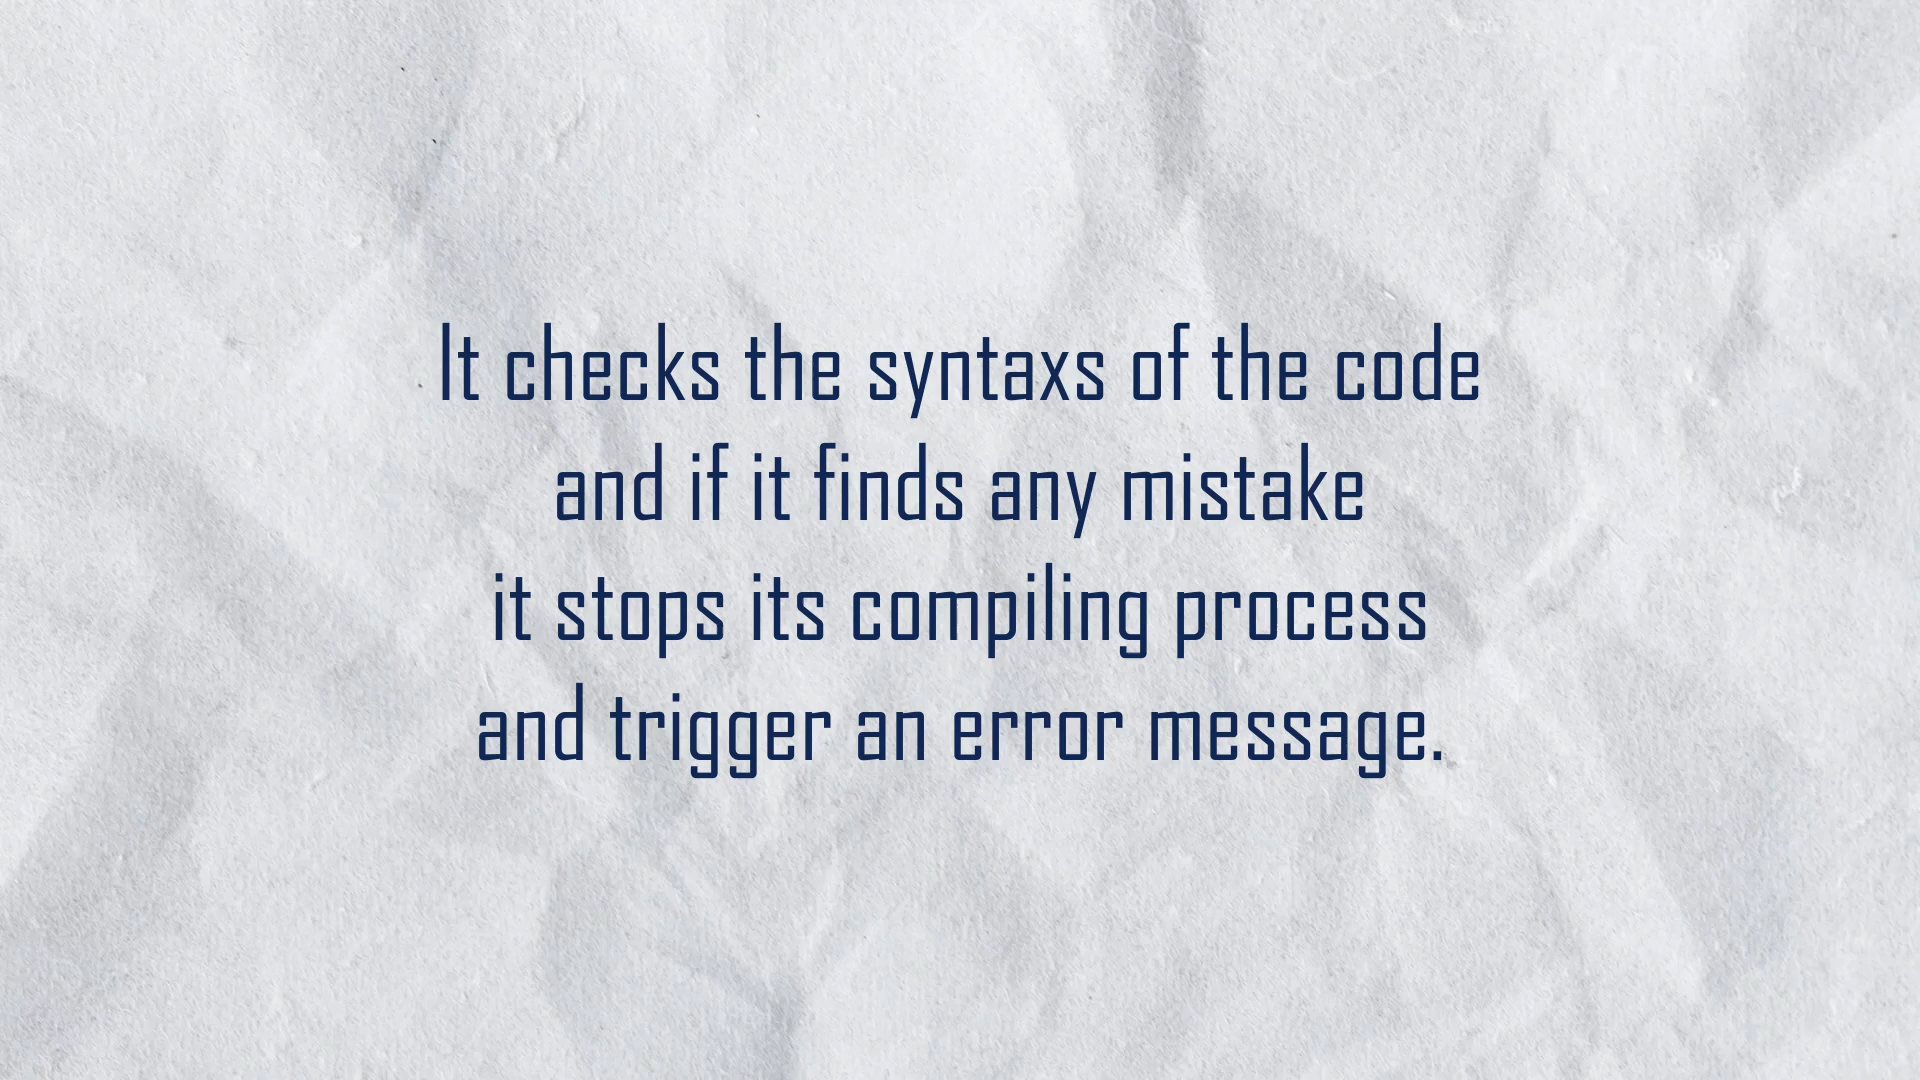 It checks the syntaxs of the code
and if it finds any mistake
it stops its compiling process
and trigger an error message.